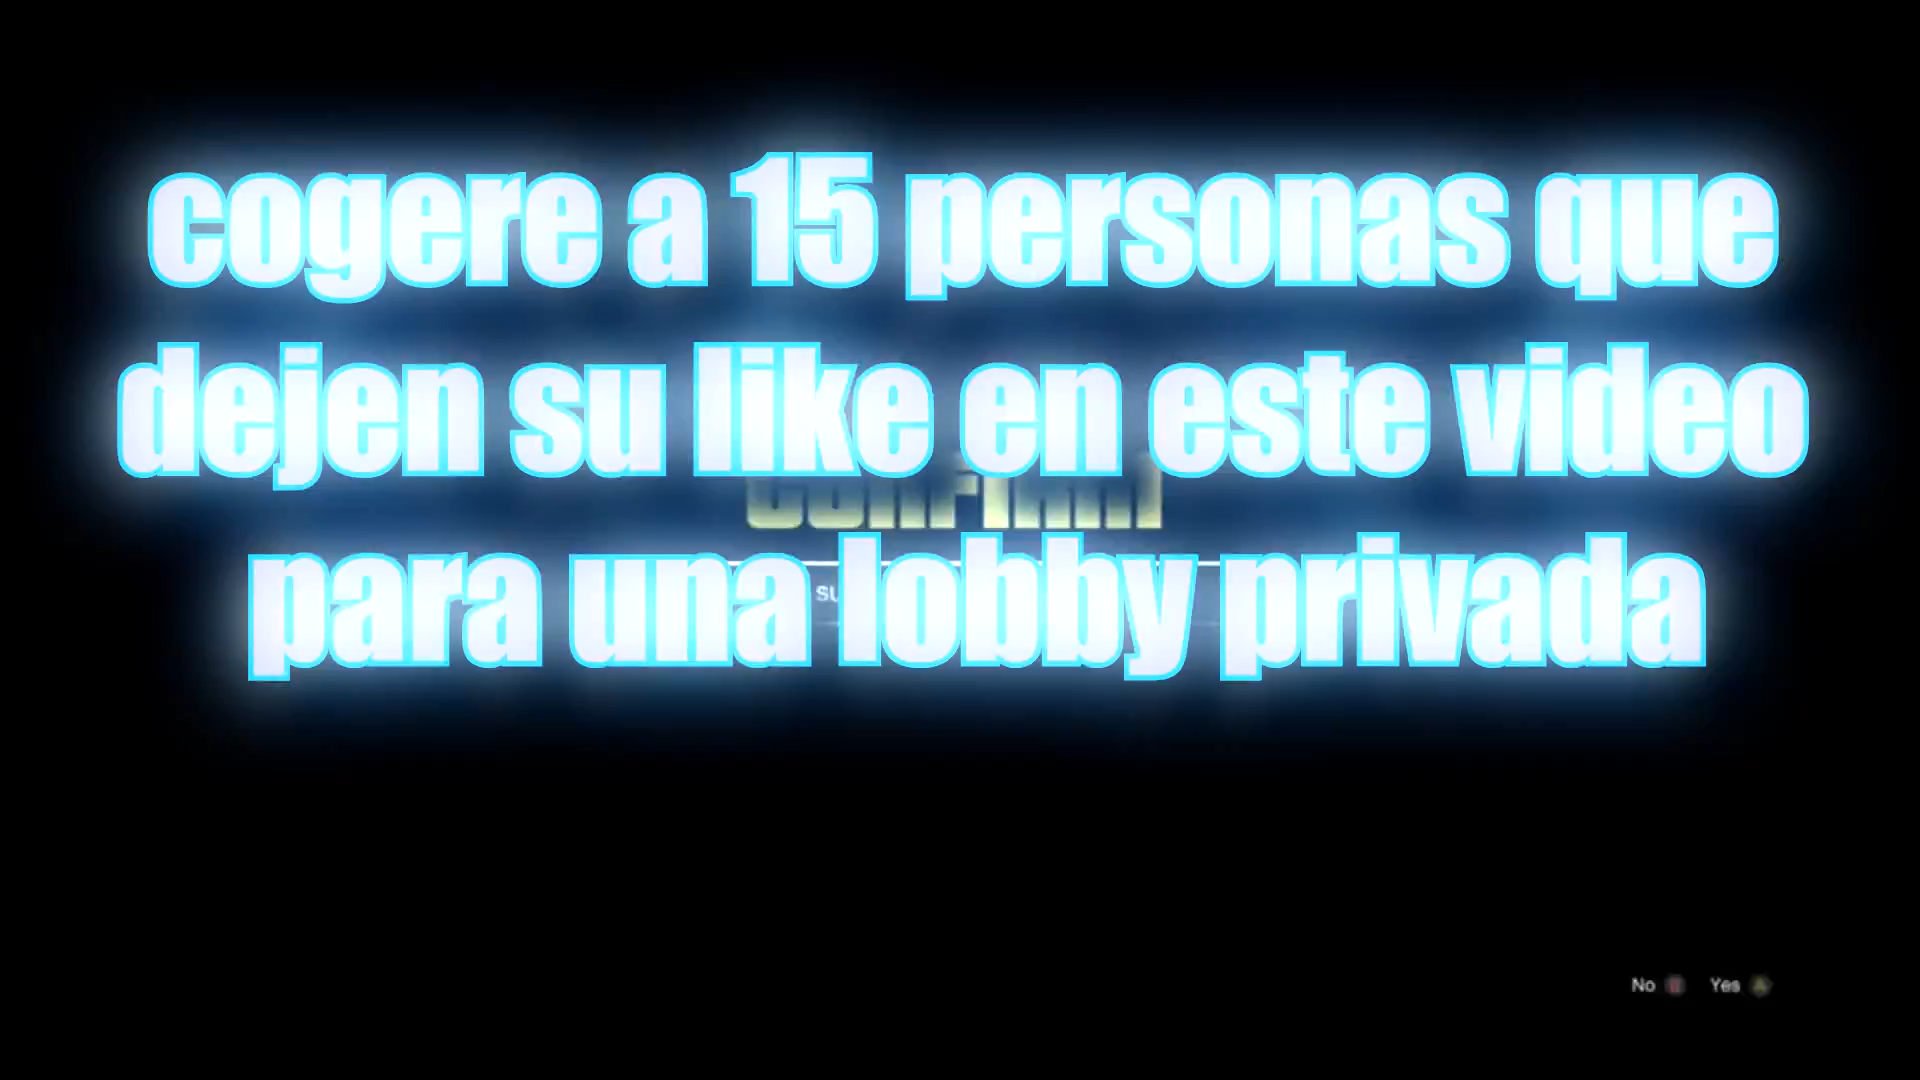 cogere a 15 personas que
dejen su like en este video
para una lobby privada
No Yes